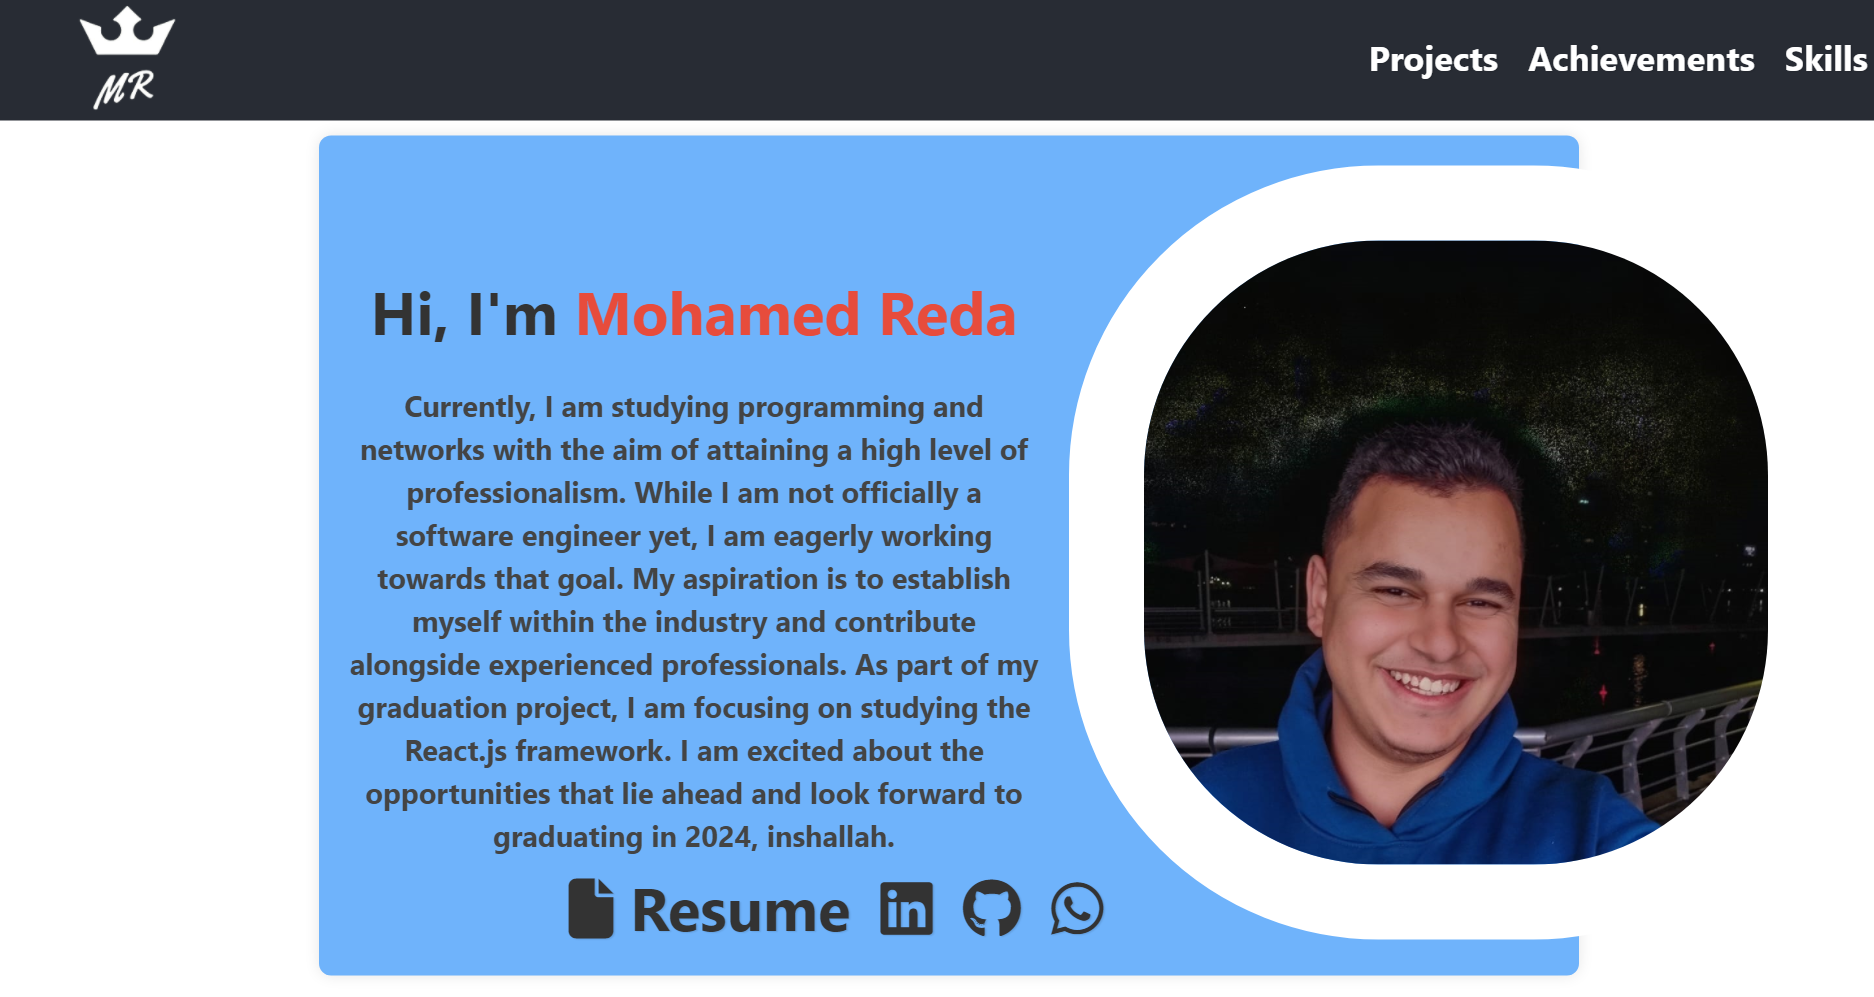 MR
Projects Achievements Skills
Hi, I'm Mohamed Reda
Currently, I am studying programming and
networks with the aim of attaining a high level of
professionalism. While I am not officially a
software engineer yet, I am eagerly working
towards that goal. My aspiration is to establish
myself within the industry and contribute
alongside experienced professionals. As part of my
graduation project, I am focusing on studying the
React.js framework. I am excited about the
opportunities that lie ahead and look forward to
graduating in 2024, inshallah.
Resume in